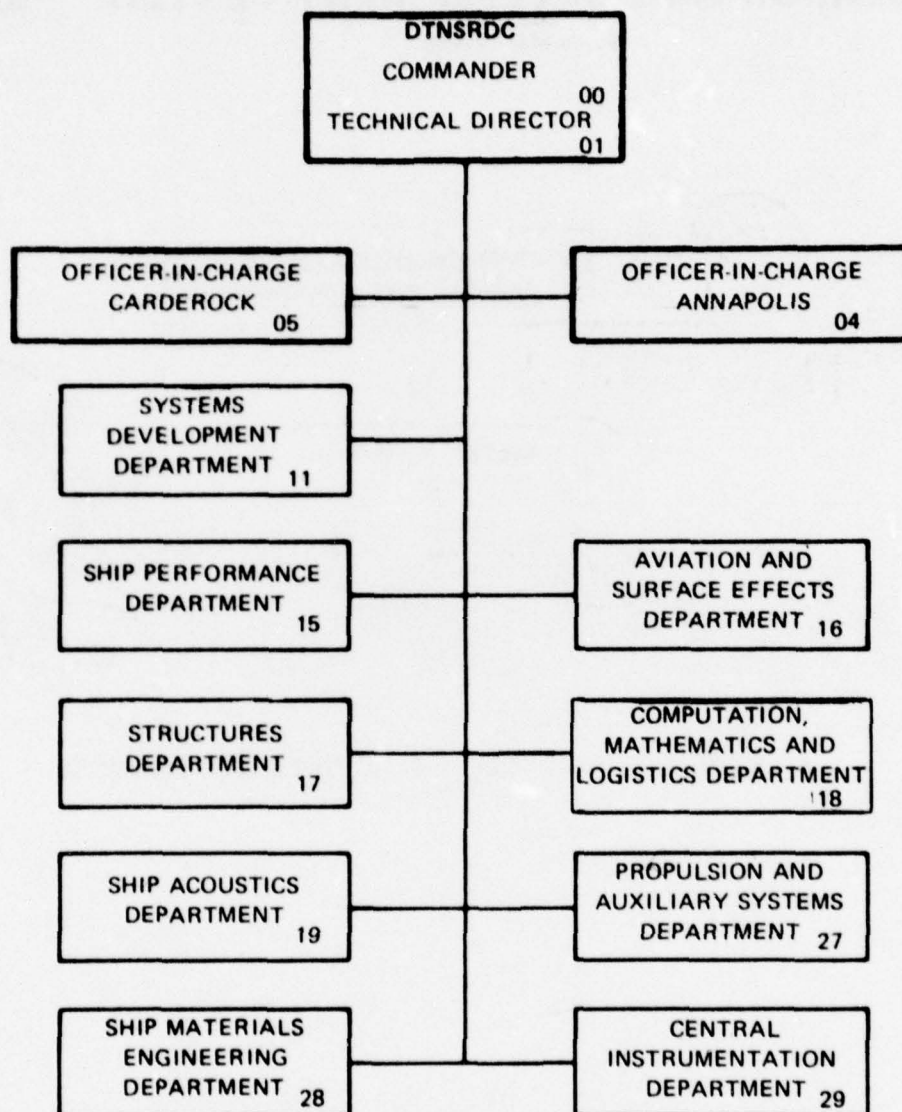 DTNSRDC
COMMANDER
00
TECHNICAL DIRECTOR
01
OFFICER-IN-CHARGE
CARDEROCK
05
OFFICER-IN-CHARGE
ANNAPOLIS
04
SYSTEMS
DEVELOPMENT
DEPARTMENT
11
SHIP PERFORMANCE
DEPARTMENT
15
AVIATION AND
SURFACE EFFECTS
DEPARTMENT
16
STRUCTURES
DEPARTMENT
17
COMPUTATION,
MATHEMATICS AND
LOGISTICS DEPARTMENT
18
SHIP ACOUSTICS
DEPARTMENT
19
PROPULSION AND
AUXILIARY SYSTEMS
DEPARTMENT
27
SHIP MATERIALS
ENGINEERING
DEPARTMENT
28
CENTRAL
INSTRUMENTATION
DEPARTMENT
29